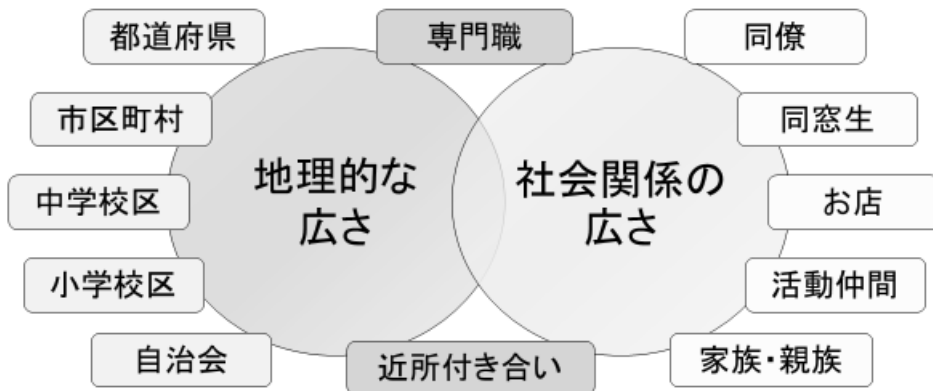 都道府県
専門職
同僚
市区町村
同窓生
地理的な
広さ
社会関係の
広さ
中学校区
お店
小学校区
活動仲間
自治会
近所付き合い
家族・親族